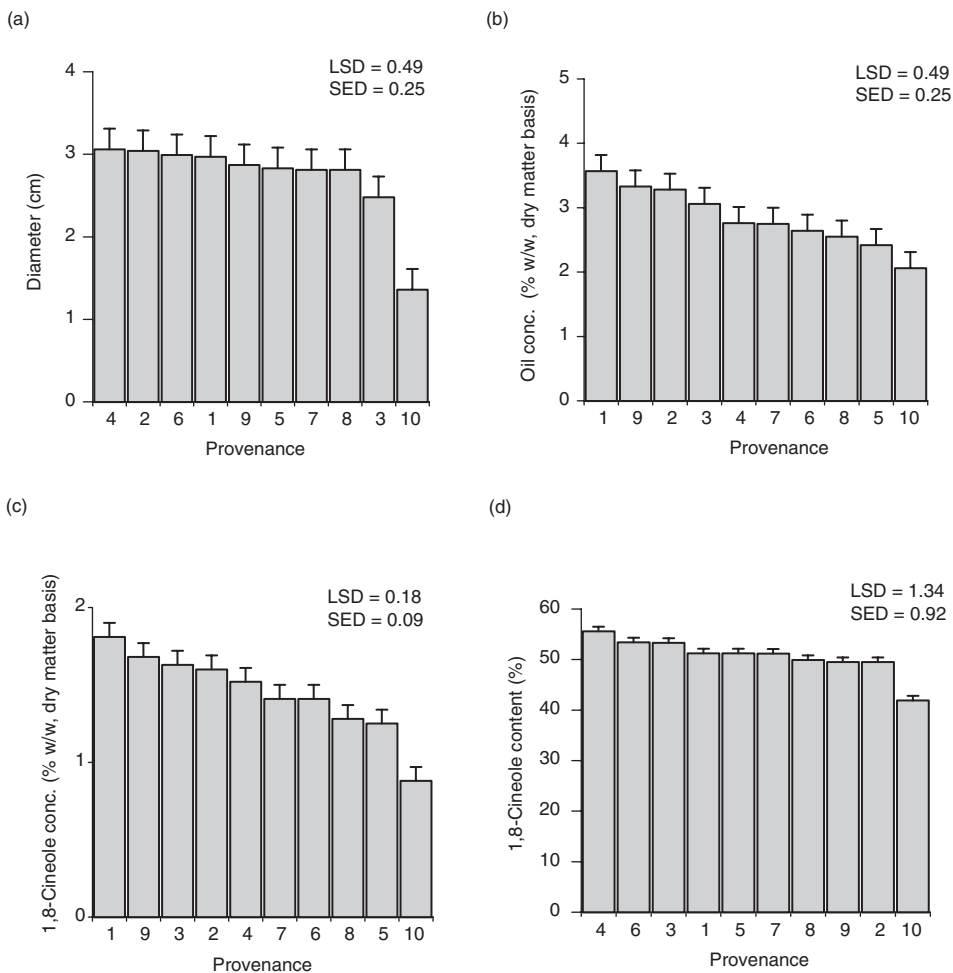 (a)
LSD = 0.49
SED = 0.25
Diameter (cm)
4
3
2
1
0
4 2 6 1 9 5 7 8 3 10
Provenance
(b)
LSD = 0.49
SED = 0.25
Oil conc. (% w/w, dry matter basis)
5
4
3
2
1
0
1 9 2 3 4 7 6 8 5 10
Provenance
(c)
LSD = 0.18
SED = 0.09
1,8-Cineole conc. (% w/w, dry matter basis)
2
1
0
1 9 3 2 4 7 6 8 5 10
Provenance
(d)
LSD = 1.34
SED = 0.92
1,8-Cineole content (%)
60
50
40
30
20
10
0
4 6 3 1 5 7 8 9 2 10
Provenance